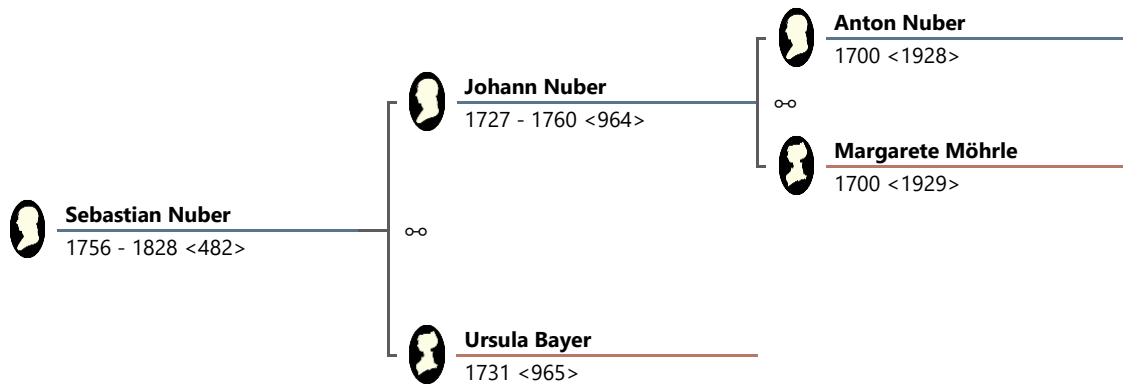 Anton Nuber
1700 <1928>
Johann Nuber
1727 - 1760 <964>
Margarete Möhrle
1700 <1929>
Sebastian Nuber
1756 - 1828 <482>
Ursula Bayer
1731 <965>